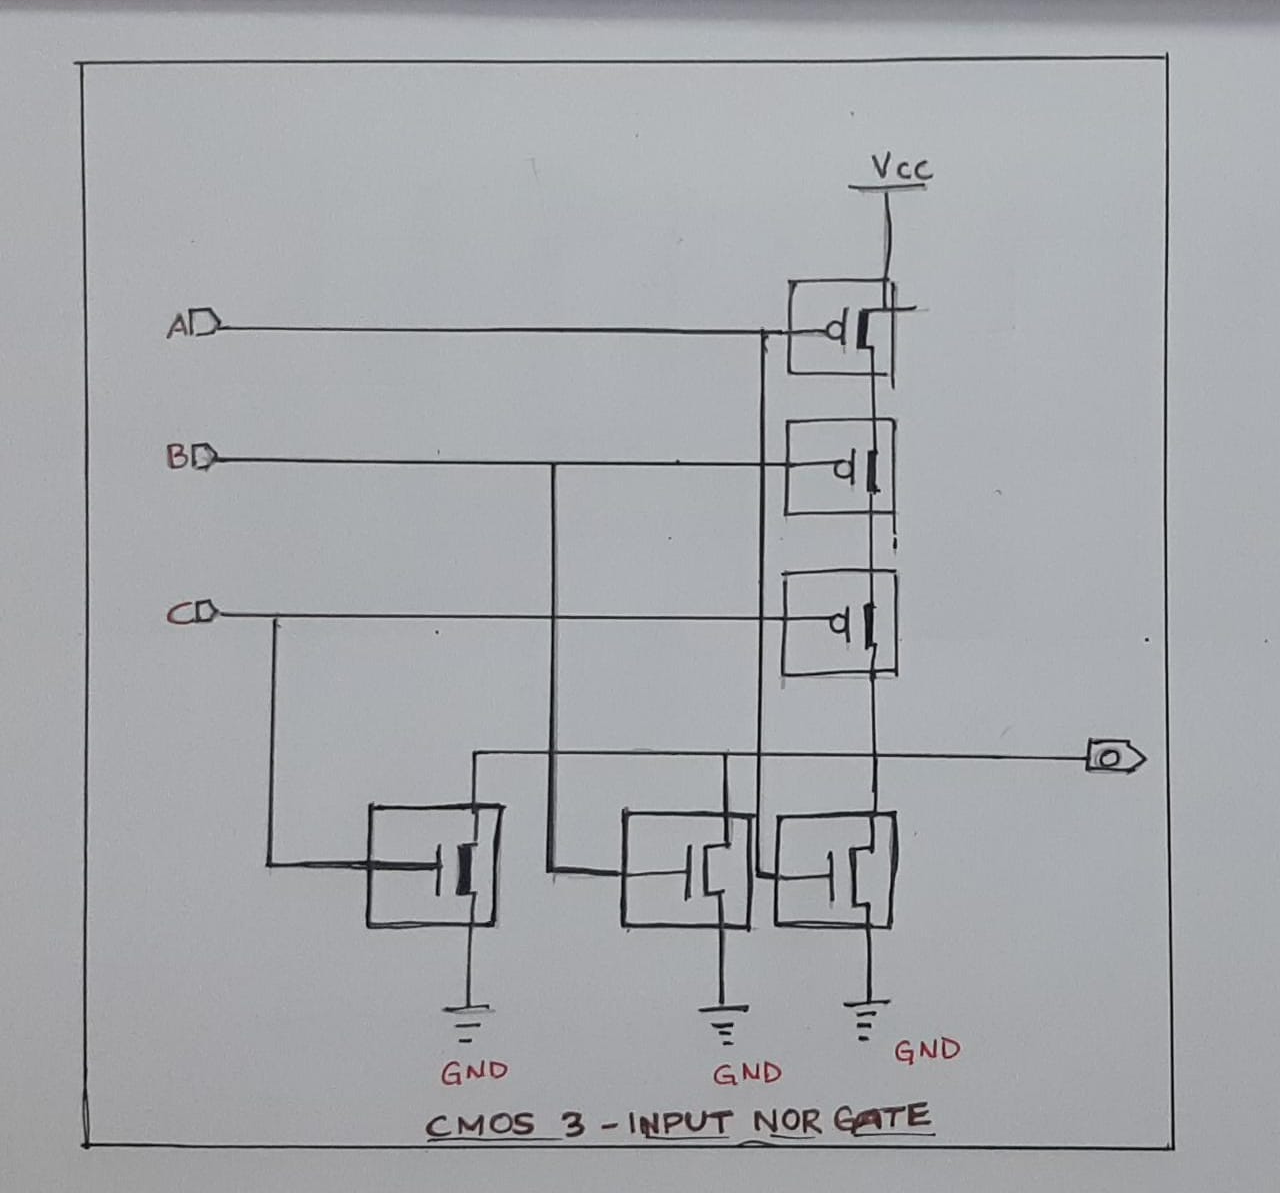 Vcc
A
B
C
O
GND
GND
GND
CMOS 3-INPUT NOR GATE